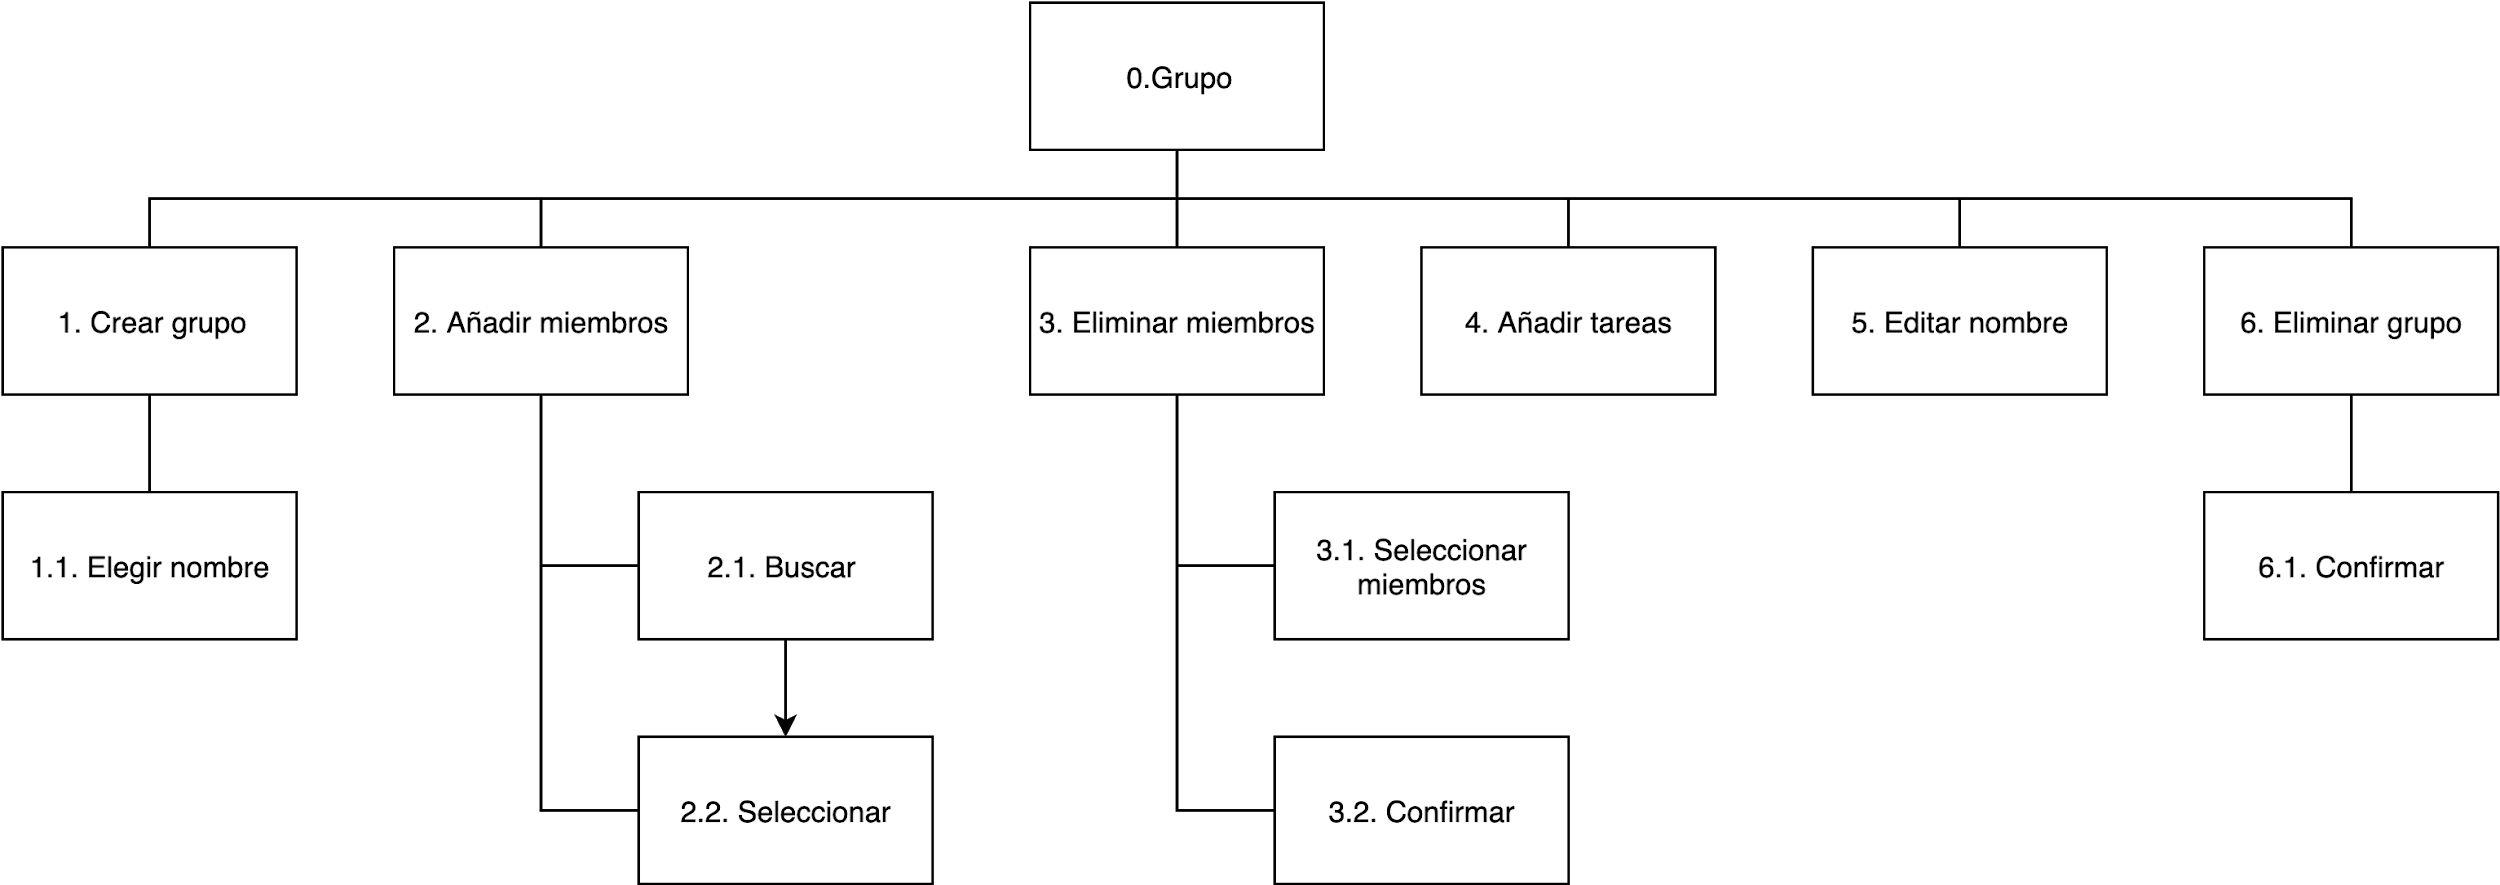 0.Grupo
1. Crear grupo
2. Añadir miembros
3. Eliminar miembros
4. Añadir tareas
5. Editar nombre
6. Eliminar grupo
1.1. Elegir nombre
2.1. Buscar
3.1. Seleccionar
miembros
6.1. Confirmar
2.2. Seleccionar
3.2. Confirmar